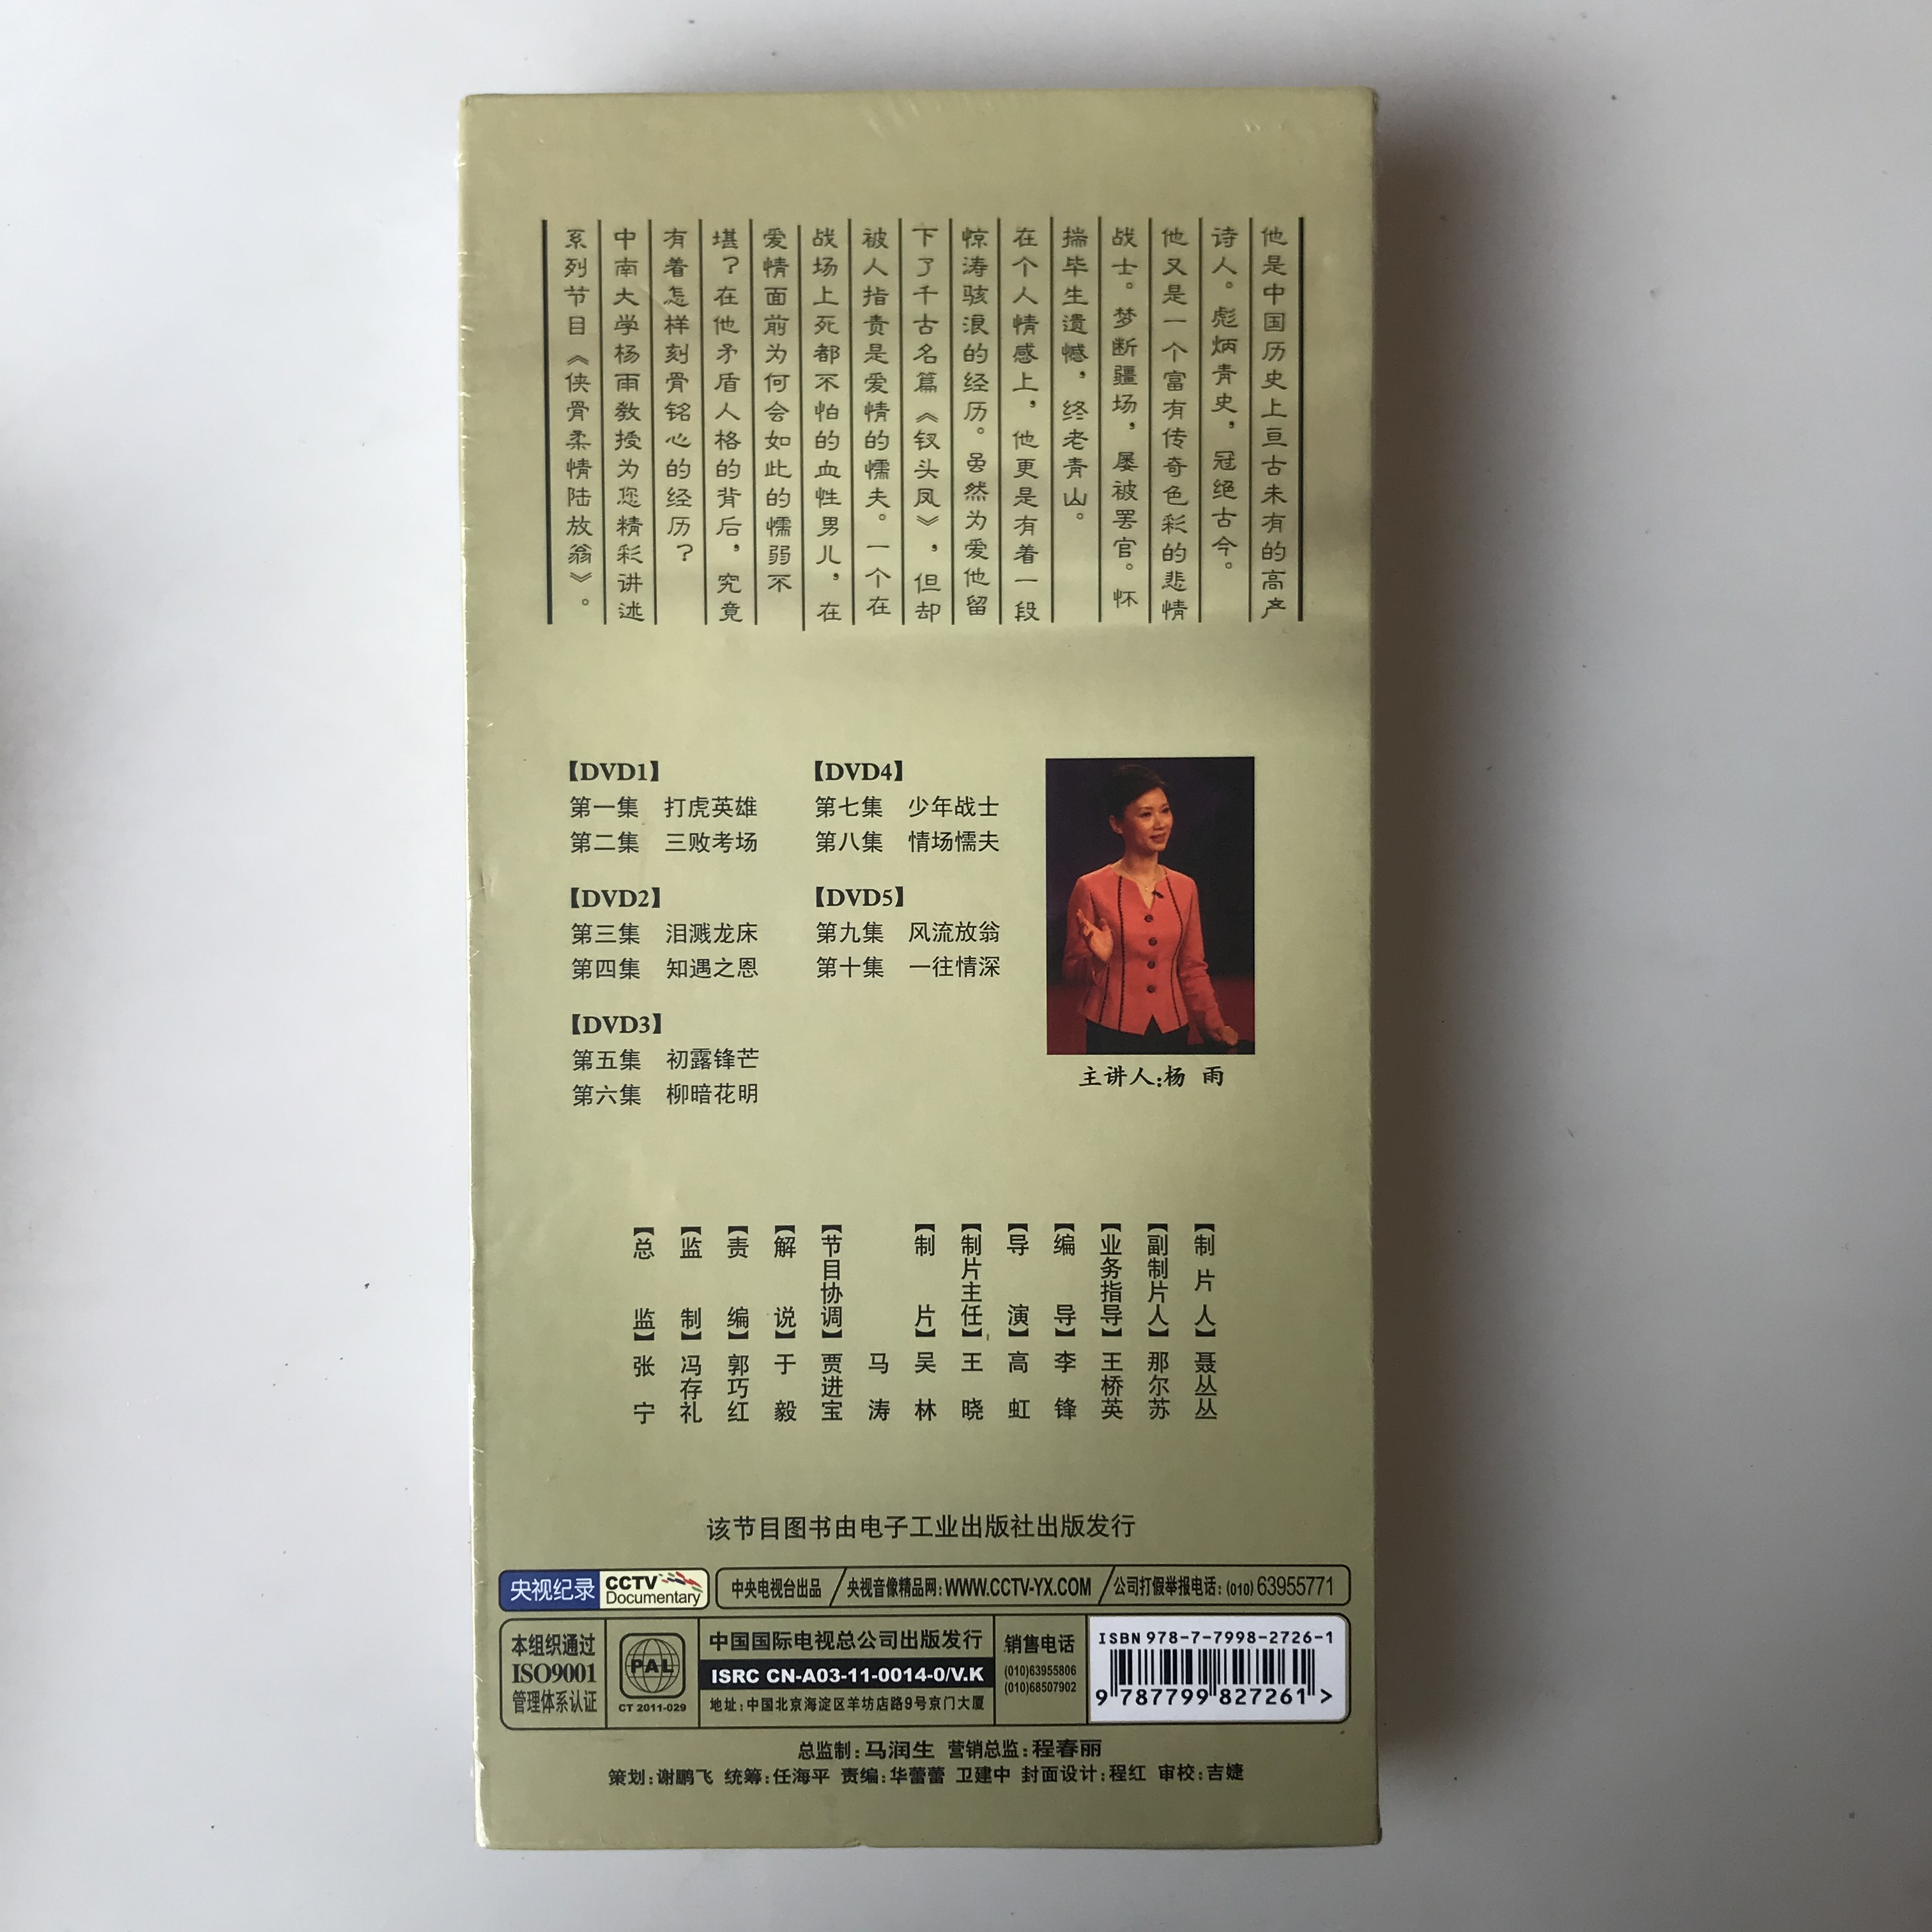 他是中国历史上亘古未有的高产
诗人。彪炳青史，冠绝古今。
他又是一个富有传奇色彩的悲情
战士。梦断疆场，屡被罢官。怀
揣毕生遗憾，终老青山。
在个人情感上，他更是有着一段
惊涛骇浪的经历。虽然为爱他留
下了千古名篇《钗头凤》，但却
被人指责是爱情的懦夫。一个在
战场上死都不怕的血性男儿，在
爱情面前为何会如此的懦弱不
堪？在他矛盾人格的背后，究竟
有着怎样刻骨铭心的经历？
中南大学杨雨教授为您精彩讲述
系列节目《侠骨柔情陆放翁》。
【DVD1】
第一集 打虎英雄
第二集 三败考场
【DVD2】
第三集 泪溅龙床
第四集 知遇之恩
【DVD3】
第五集 初露锋芒
第六集 柳暗花明
【DVD4】
第七集 少年战士
第八集 情场懦夫
【DVD5】
第九集 风流放翁
第十集 一往情深
主讲人:杨 雨
【制片人】聂丛丛
【副制片人】那尔苏
【业务指导】王桥英
【编导】李锋
【导演】高虹
【制片主任】王晓
【制片】吴林
马涛
【节目协调】贾进宝
【解说】于毅
【责编】郭巧红
【监制】冯存礼
【总监】张宁
该节目图书由电子工业出版社出版发行
央视纪录 CCTV Documentary
中央电视台出品 / 央视音像精品网:WWW.CCTV-YX.COM / 公司打假举报电话:(010) 63955771
本组织通过
ISO9001
管理体系认证
PAL
CT 2011-029
中国国际电视总公司出版发行
ISRC CN-A03-11-0014-0/V.K
地址:中国北京海淀区羊坊店路9号京门大厦
销售电话
(010)63955806
(010)68507902
ISBN 978-7-7998-2726-1
9 787799 827261 >
总监制:马润生 营销总监:程春丽
策划:谢鹏飞 统筹:任海平 责编:华蕾蕾 卫建中 封面设计:程红 审校:吉婕